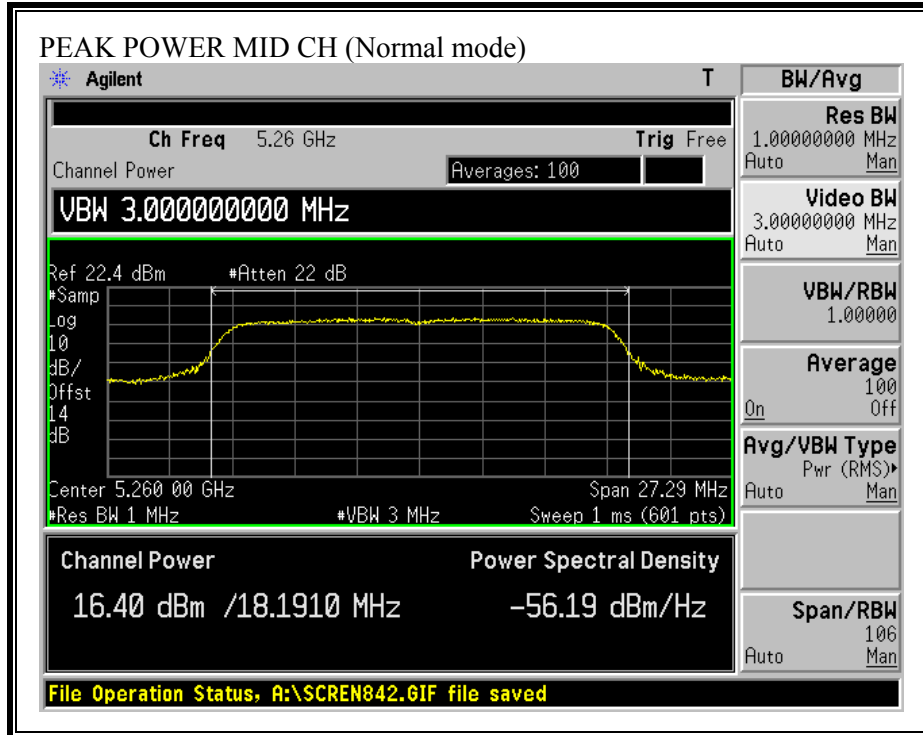 PEAK POWER MID CH (Normal mode)
Agilent T
Ch Freq 5.26 GHz Trig Free
Channel Power Averages: 100
VBW 3.000000000 MHz
Ref 22.4 dBm #Atten 22 dB
#Samp
Log
10
dB/
Offst
14
dB
Center 5.260 00 GHz Span 27.29 MHz
#Res BW 1 MHz #VBW 3 MHz Sweep 1 ms (601 pts)
Channel Power Power Spectral Density
16.40 dBm /18.1910 MHz -56.19 dBm/Hz
File Operation Status, A:\SCREN842.GIF file saved
BW/Avg
Res BW
1.00000000 MHz
Auto Man
Video BW
3.00000000 MHz
Auto Man
VBW/RBW
1.00000
Average
100
On Off
Avg/VBW Type
Pwr (RMS)▸
Auto Man
Span/RBW
106
Auto Man